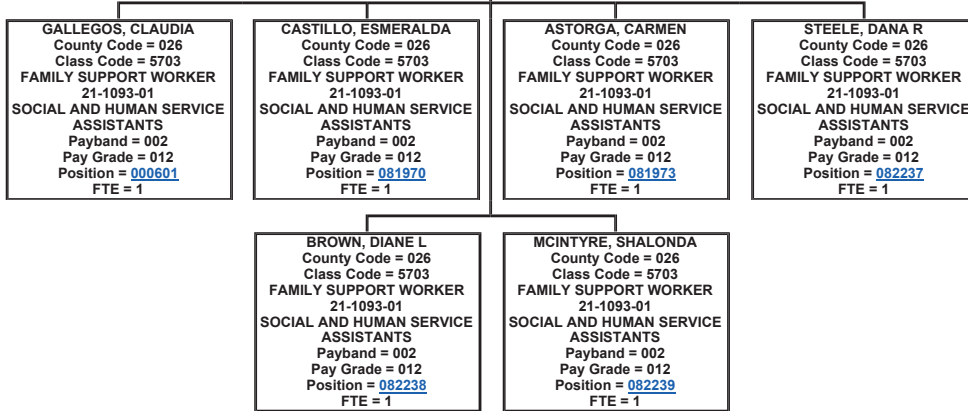 GALLEGOS, CLAUDIA
County Code = 026
Class Code = 5703
FAMILY SUPPORT WORKER
21-1093-01
SOCIAL AND HUMAN SERVICE
ASSISTANTS
Payband = 002
Pay Grade = 012
Position = 000601
FTE = 1
CASTILLO, ESMERALDA
County Code = 026
Class Code = 5703
FAMILY SUPPORT WORKER
21-1093-01
SOCIAL AND HUMAN SERVICE
ASSISTANTS
Payband = 002
Pay Grade = 012
Position = 081970
FTE = 1
ASTORGA, CARMEN
County Code = 026
Class Code = 5703
FAMILY SUPPORT WORKER
21-1093-01
SOCIAL AND HUMAN SERVICE
ASSISTANTS
Payband = 002
Pay Grade = 012
Position = 081973
FTE = 1
STEELE, DANA R
County Code = 026
Class Code = 5703
FAMILY SUPPORT WORKER
21-1093-01
SOCIAL AND HUMAN SERVICE
ASSISTANTS
Payband = 002
Pay Grade = 012
Position = 082237
FTE = 1
BROWN, DIANE L
County Code = 026
Class Code = 5703
FAMILY SUPPORT WORKER
21-1093-01
SOCIAL AND HUMAN SERVICE
ASSISTANTS
Payband = 002
Pay Grade = 012
Position = 082238
FTE = 1
MCINTYRE, SHALONDA
County Code = 026
Class Code = 5703
FAMILY SUPPORT WORKER
21-1093-01
SOCIAL AND HUMAN SERVICE
ASSISTANTS
Payband = 002
Pay Grade = 012
Position = 082239
FTE = 1